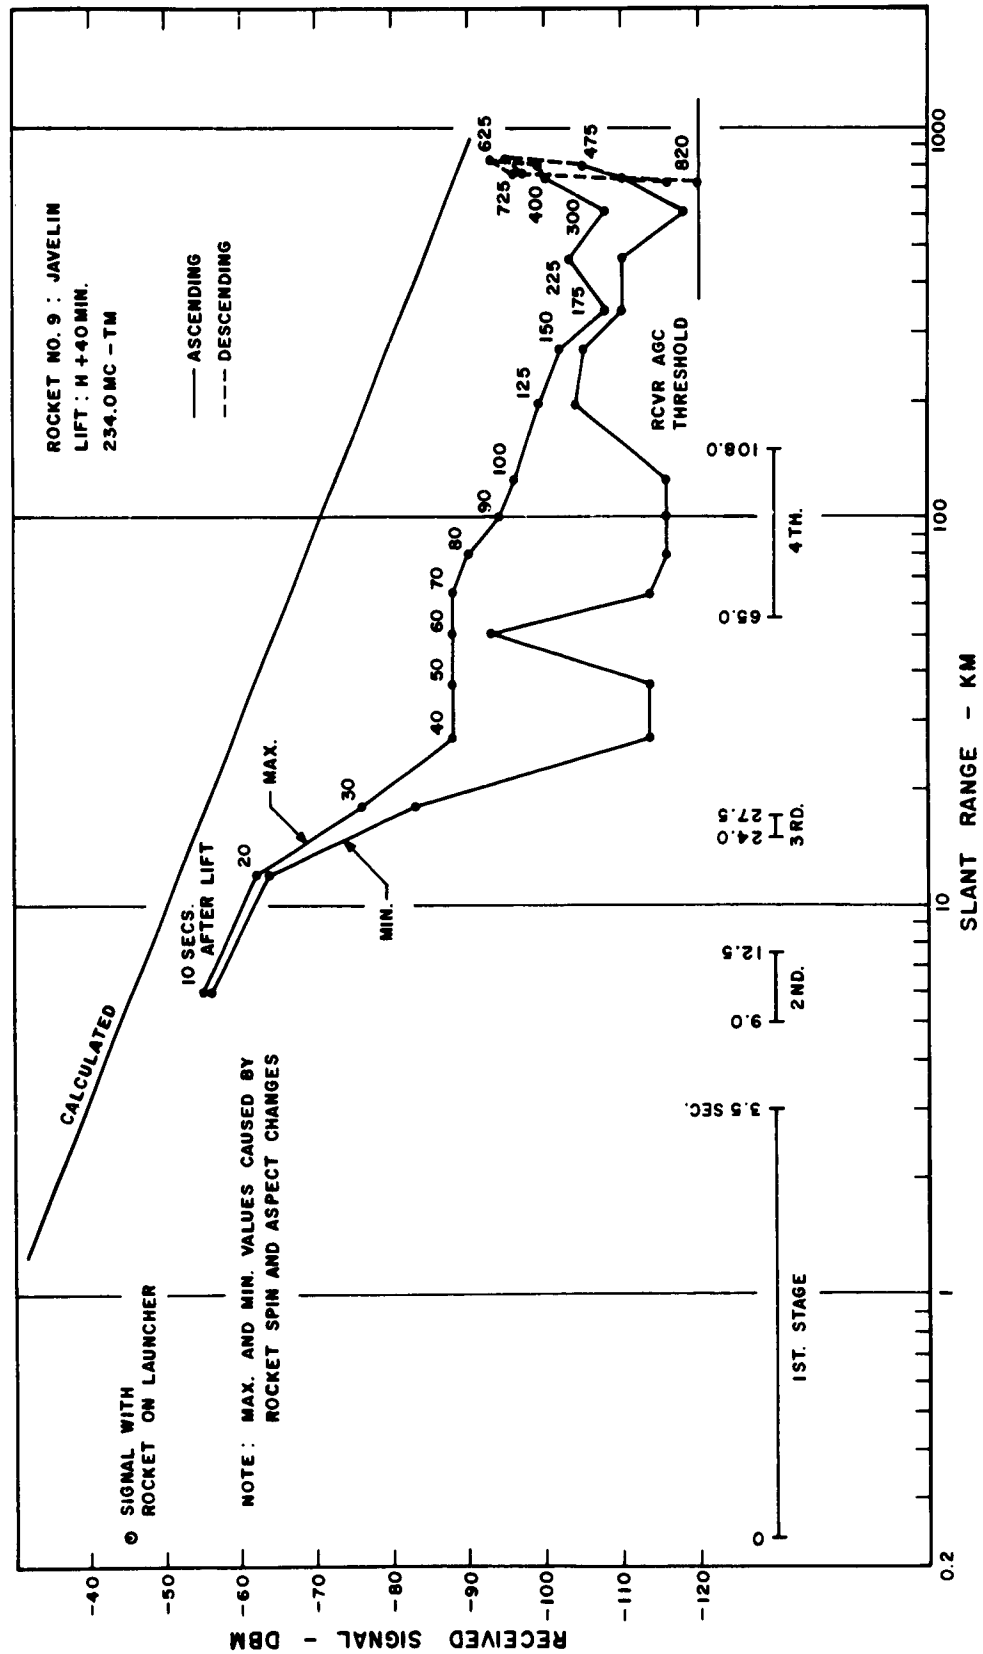 ROCKET NO. 9 : JAVELIN
LIFT : H +40 MIN.
234.0 MC - TM
ASCENDING
DESCENDING
CALCULATED
SIGNAL WITH
ROCKET ON LAUNCHER
NOTE : MAX. AND MIN. VALUES CAUSED BY
ROCKET SPIN AND ASPECT CHANGES
10 SECS.
AFTER LIFT
20
MAX.
MIN.
30
40
50
60
70
80
90
100
125
150
175
225
300
400
725
625
475
820
RCVR AGC
THRESHOLD
0
3.5 SEC.
1ST. STAGE
9.0
12.5
2ND.
24.0
27.5
3 RD.
65.0
108.0
4 TH.
-40
-50
-60
-70
-80
-90
-100
-110
-120
RECEIVED SIGNAL - DBM
0.2
1
10
100
1000
SLANT RANGE - KM